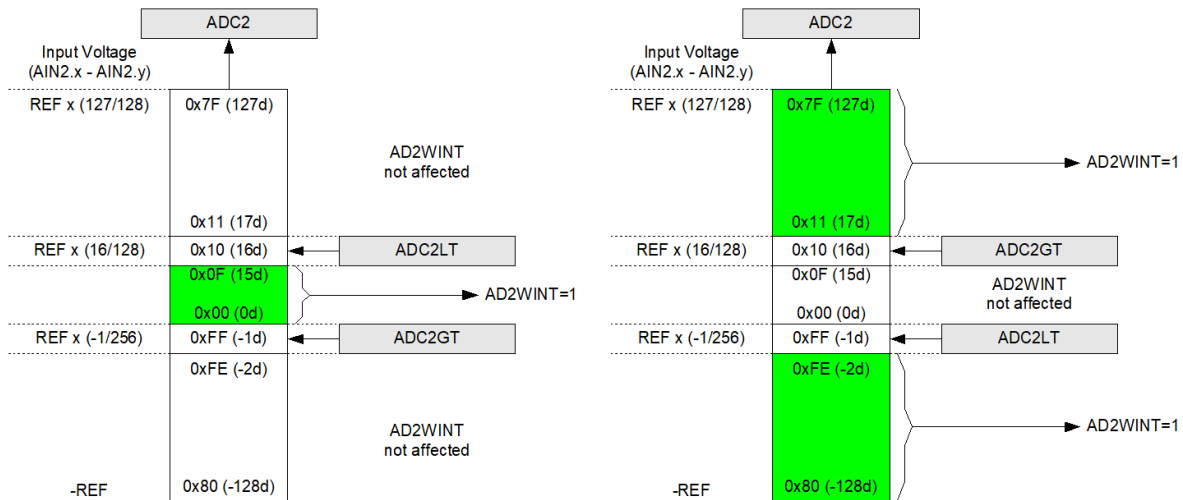 ADC2
Input Voltage
(AIN2.x - AIN2.y)
REF x (127/128)
0x7F (127d)
AD2WINT
not affected
0x11 (17d)
REF x (16/128)
0x10 (16d)
ADC2LT
0x0F (15d)
AD2WINT=1
0x00 (0d)
REF x (-1/256)
0xFF (-1d)
ADC2GT
0xFE (-2d)
AD2WINT
not affected
-REF
0x80 (-128d)
ADC2
Input Voltage
(AIN2.x - AIN2.y)
REF x (127/128)
0x7F (127d)
AD2WINT=1
0x11 (17d)
REF x (16/128)
0x10 (16d)
ADC2GT
0x0F (15d)
AD2WINT
not affected
0x00 (0d)
REF x (-1/256)
0xFF (-1d)
ADC2LT
0xFE (-2d)
AD2WINT=1
-REF
0x80 (-128d)